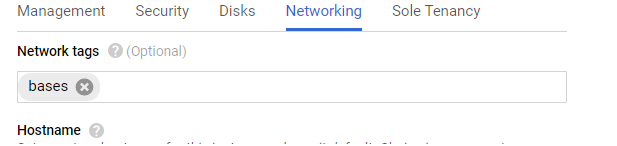 Management Security Disks Networking Sole Tenancy
Network tags ? (Optional)
bases
Hostname ?